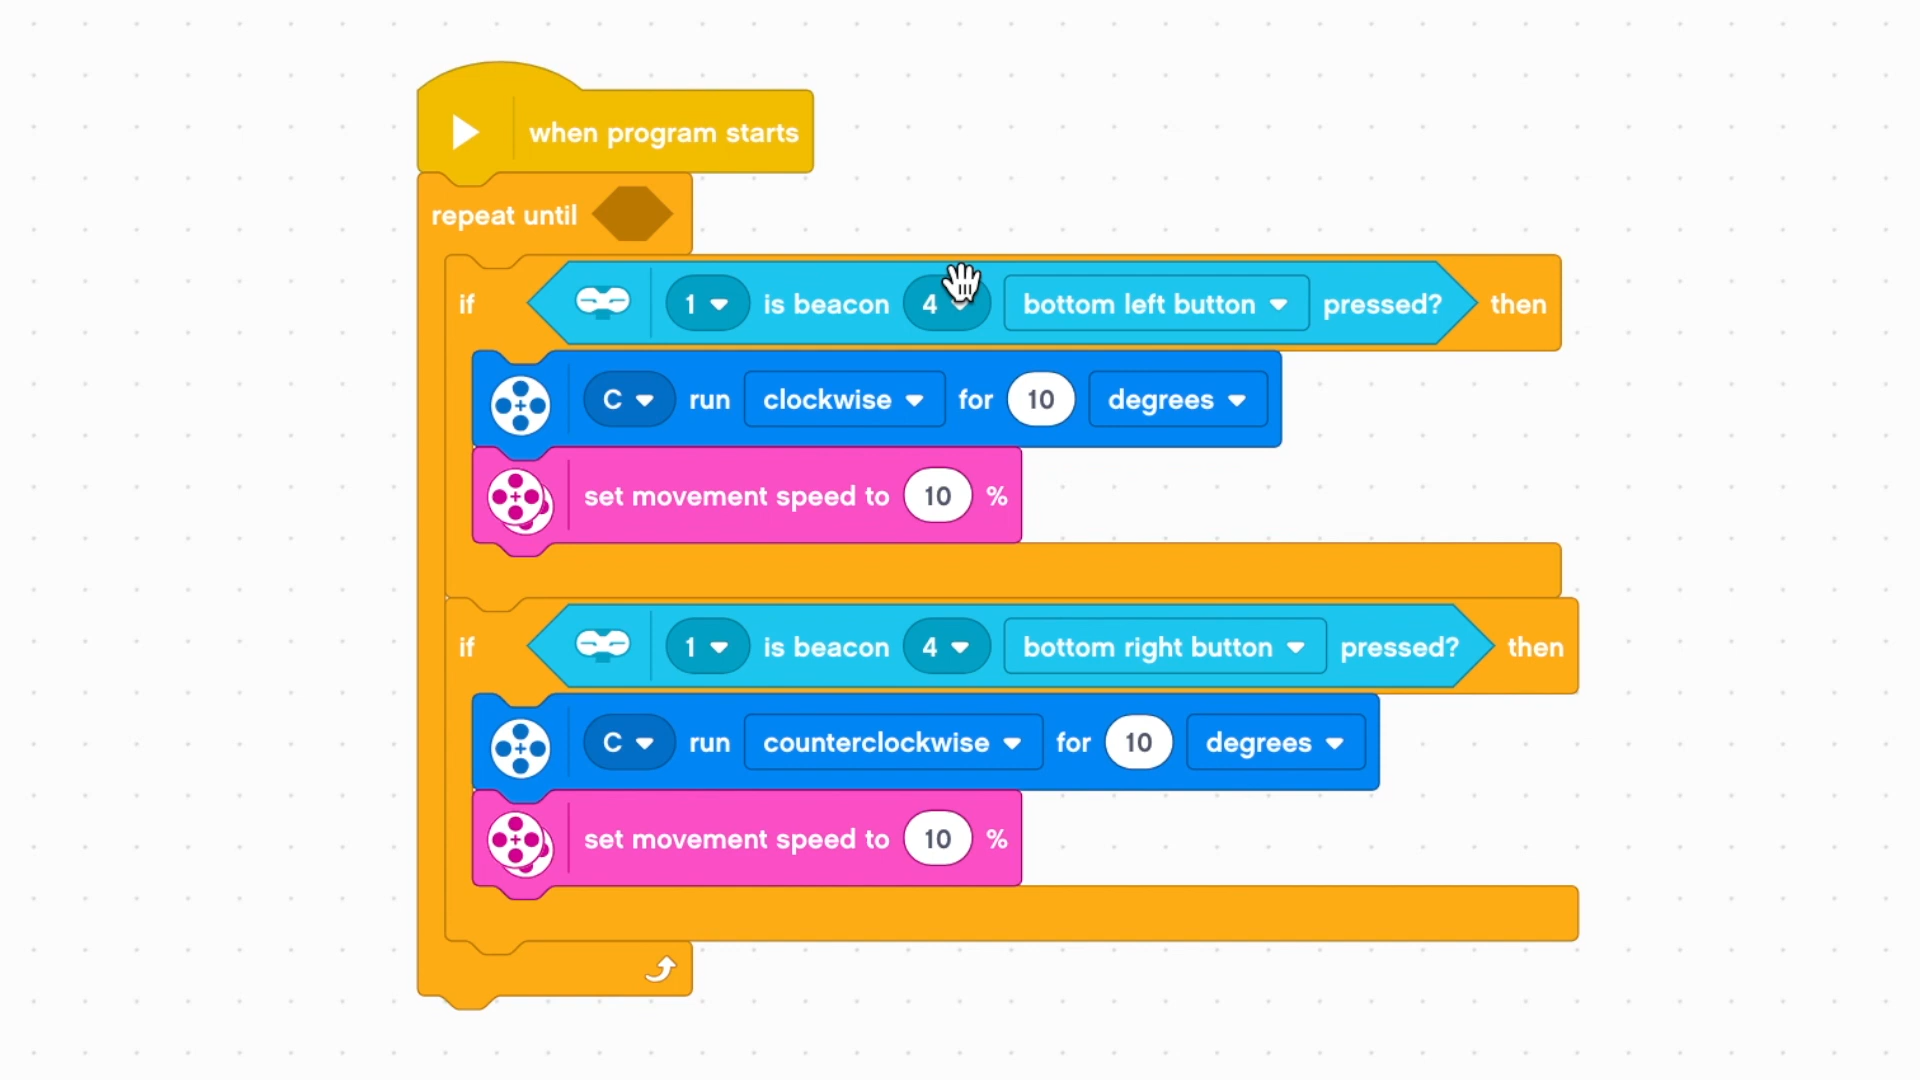 when program starts
repeat until
if 1 is beacon 4 bottom left button pressed? then
C run clockwise for 10 degrees
set movement speed to 10 %
if 1 is beacon 4 bottom right button pressed? then
C run counterclockwise for 10 degrees
set movement speed to 10 %